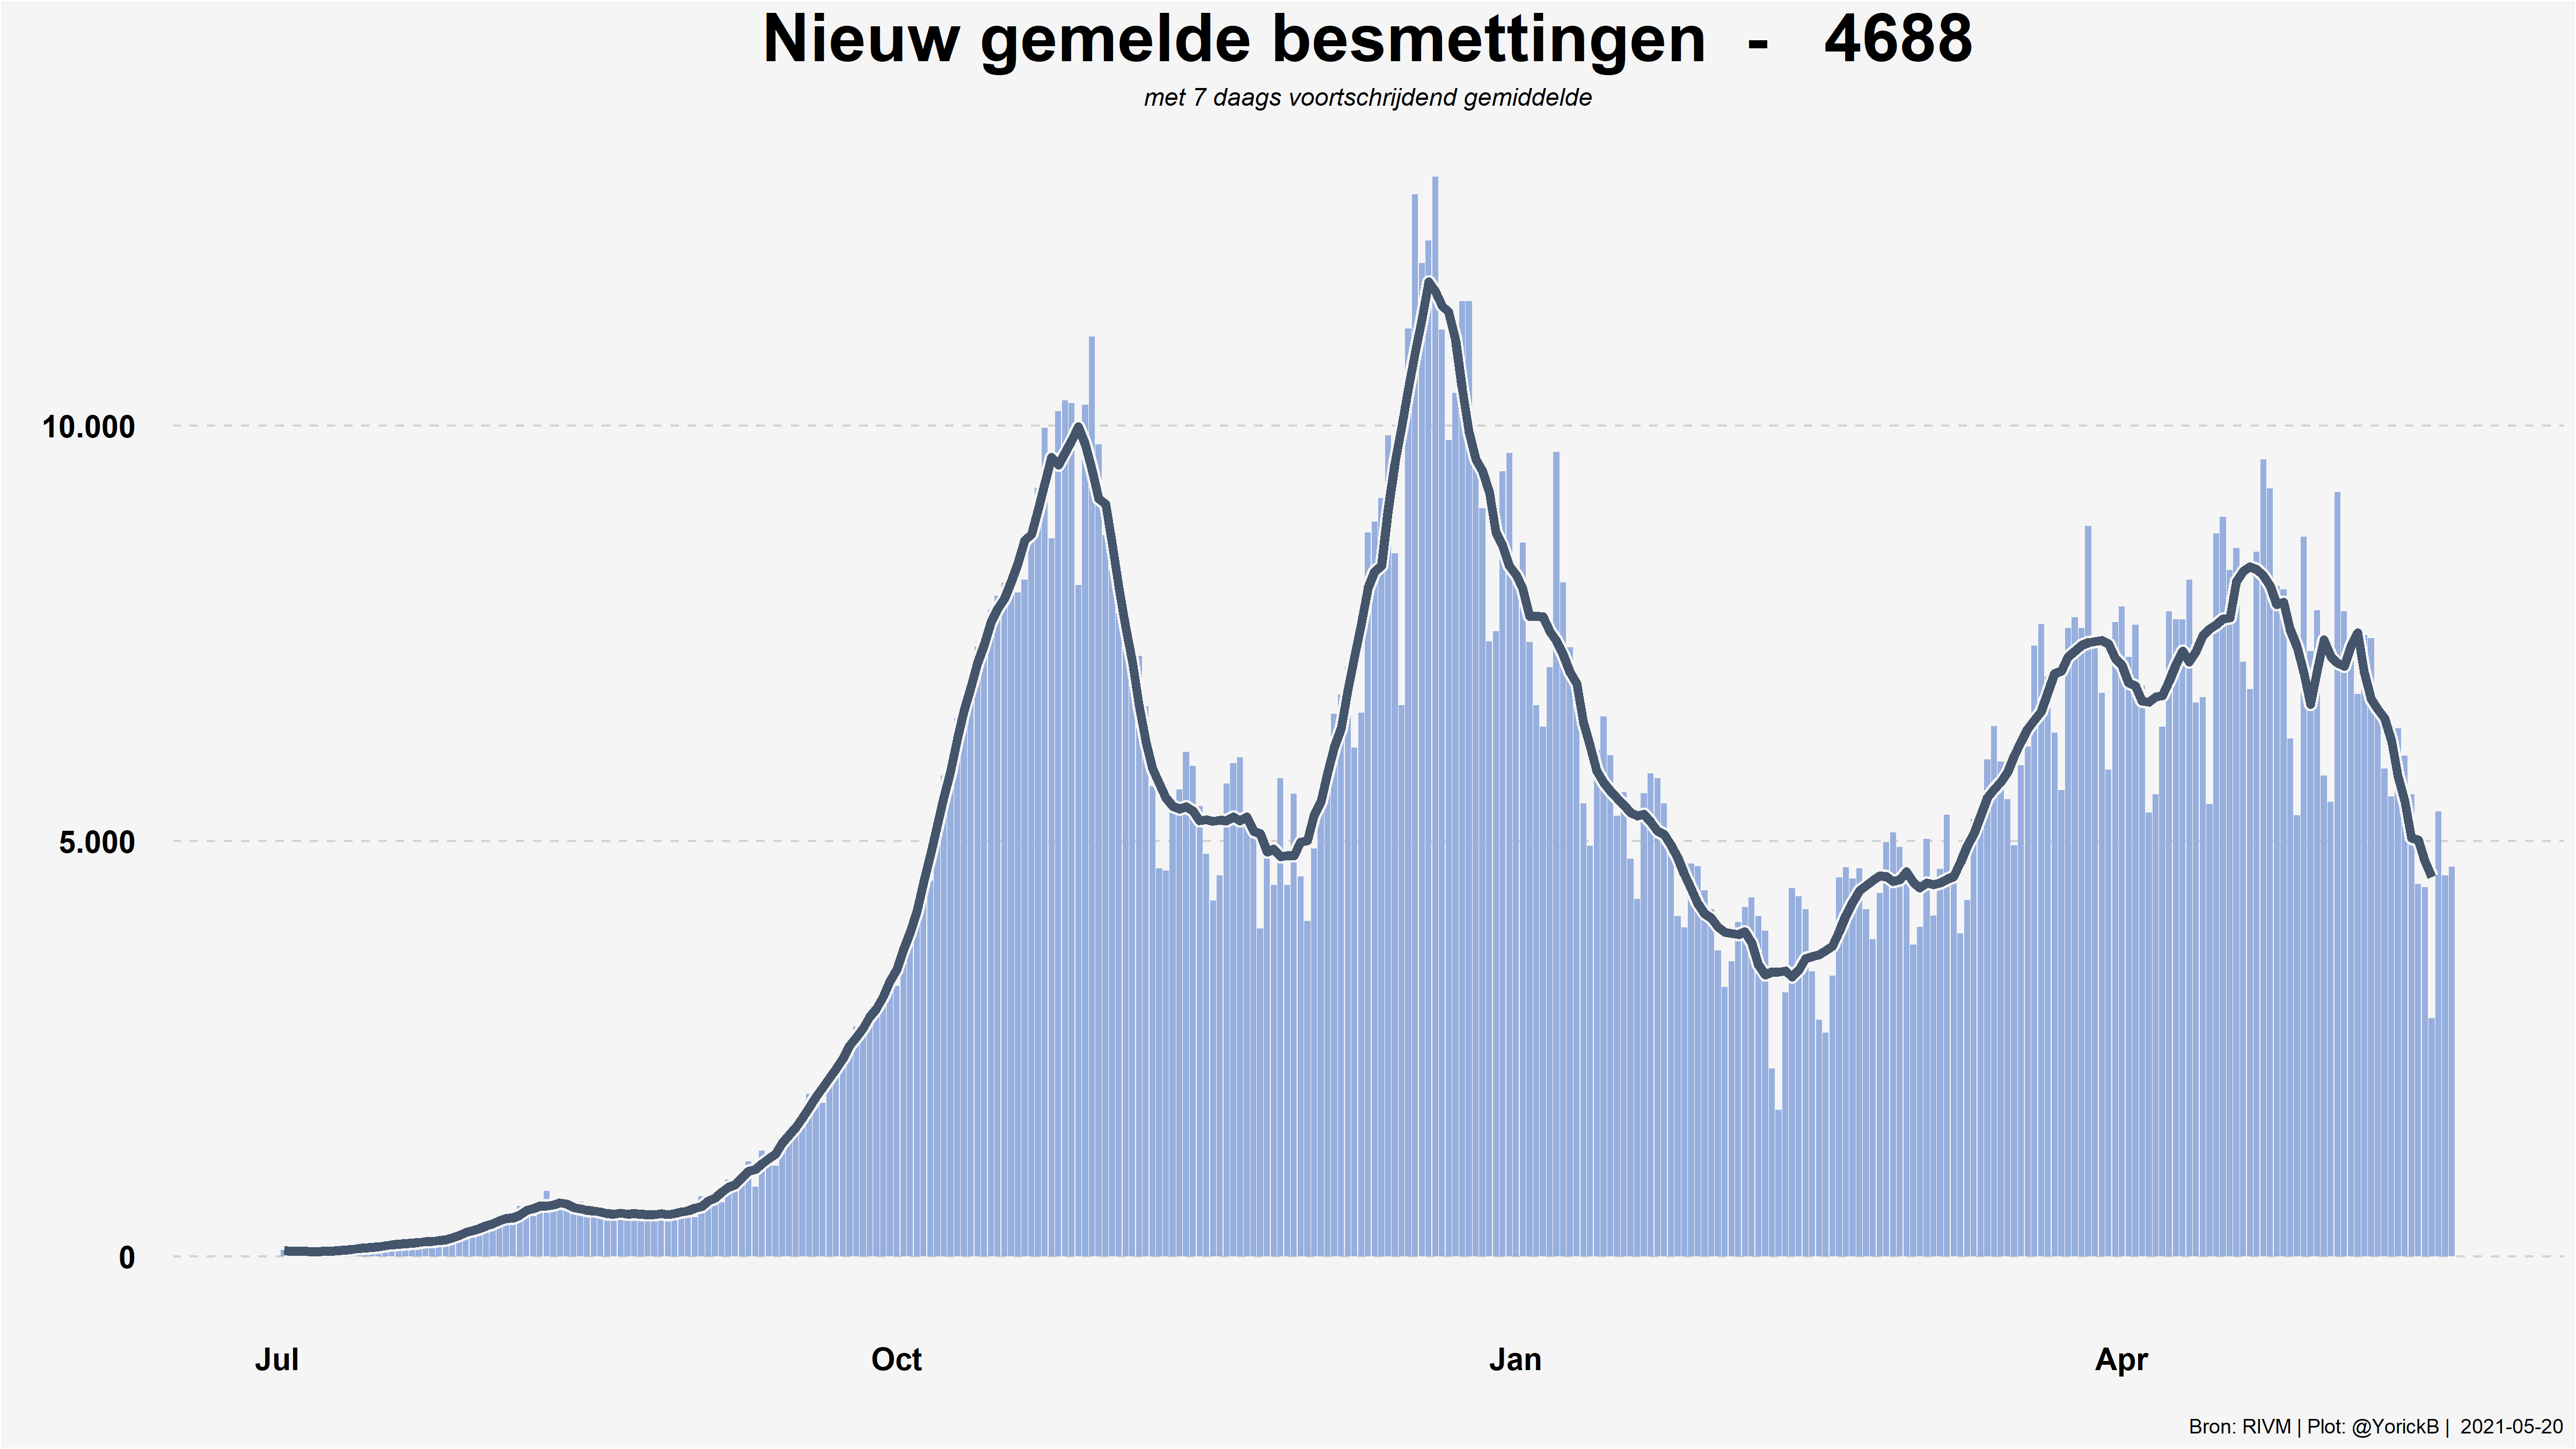 Nieuw gemelde besmettingen - 4688
met 7 daags voortschrijdend gemiddelde
10.000
5.000
0
Jul Oct Jan Apr
Bron: RIVM | Plot: @YorickB | 2021-05-20